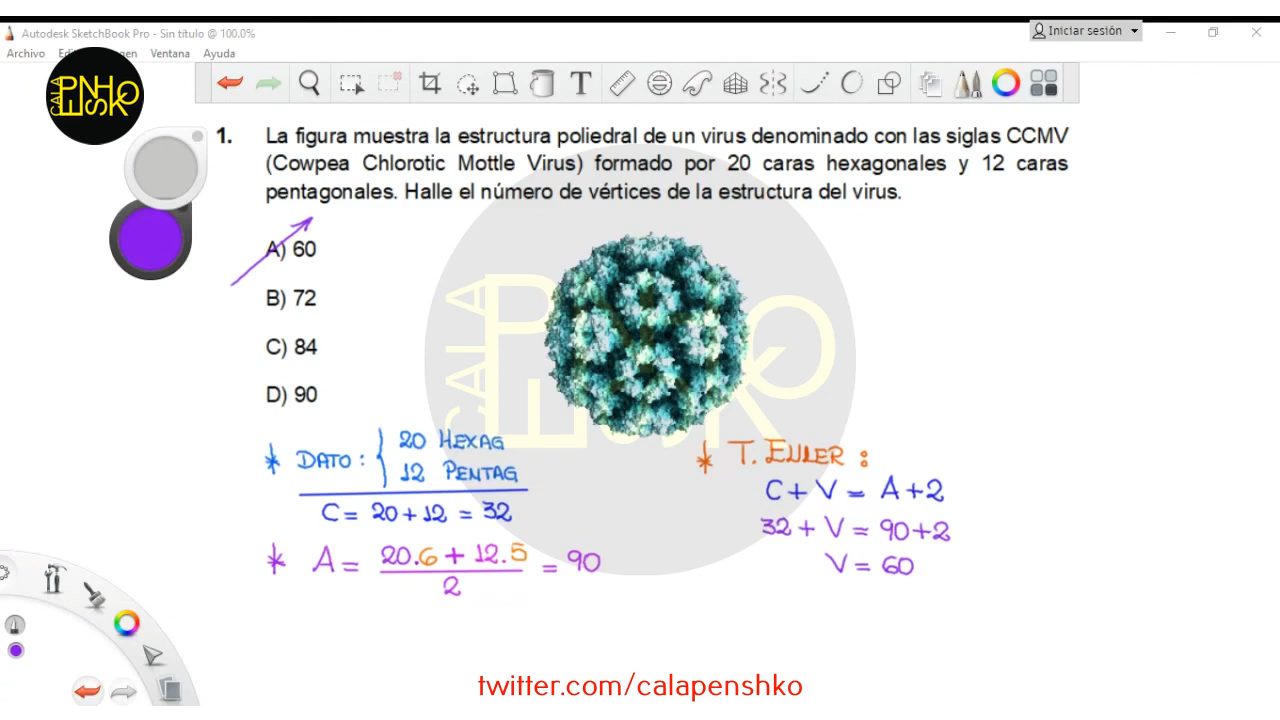 Autodesk SketchBook Pro - Sin título @ 100.0%
Iniciar sesión
Archivo Ventana Ayuda
CALA PENSHKO
1. La figura muestra la estructura poliedral de un virus denominado con las siglas CCMV
(Cowpea Chlorotic Mottle Virus) formado por 20 caras hexagonales y 12 caras
pentagonales. Halle el número de vértices de la estructura del virus.
A) 60
B) 72
C) 84
D) 90
CALA PENSHKO
* DATO: { 20 HEXAG
12 PENTAG
C = 20 + 12 = 32
* A = 20.6 + 12.5 / 2 = 90
* T. EULER :
C + V = A + 2
32 + V = 90 + 2
V = 60
twitter.com/calapenshko